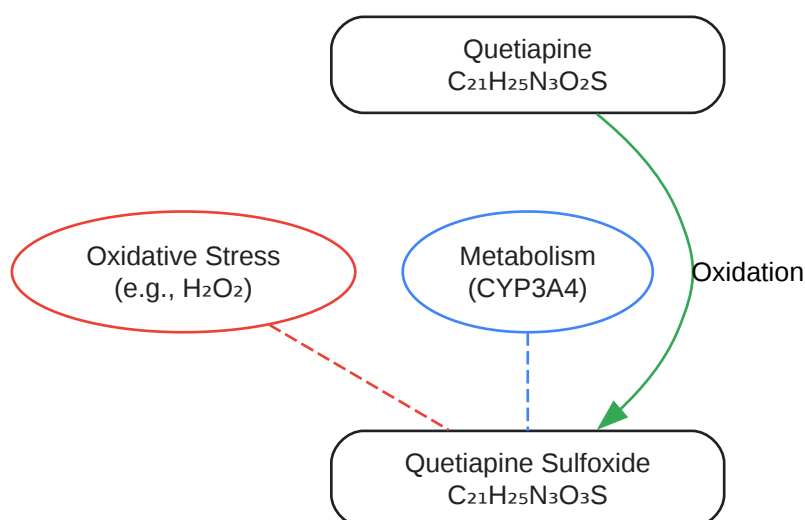 Quetiapine
C₂₁H₂₅N₃O₂S
Oxidative Stress
(e.g., H₂O₂)
Metabolism
(CYP3A4)
Oxidation
Quetiapine Sulfoxide
C₂₁H₂₅N₃O₃S